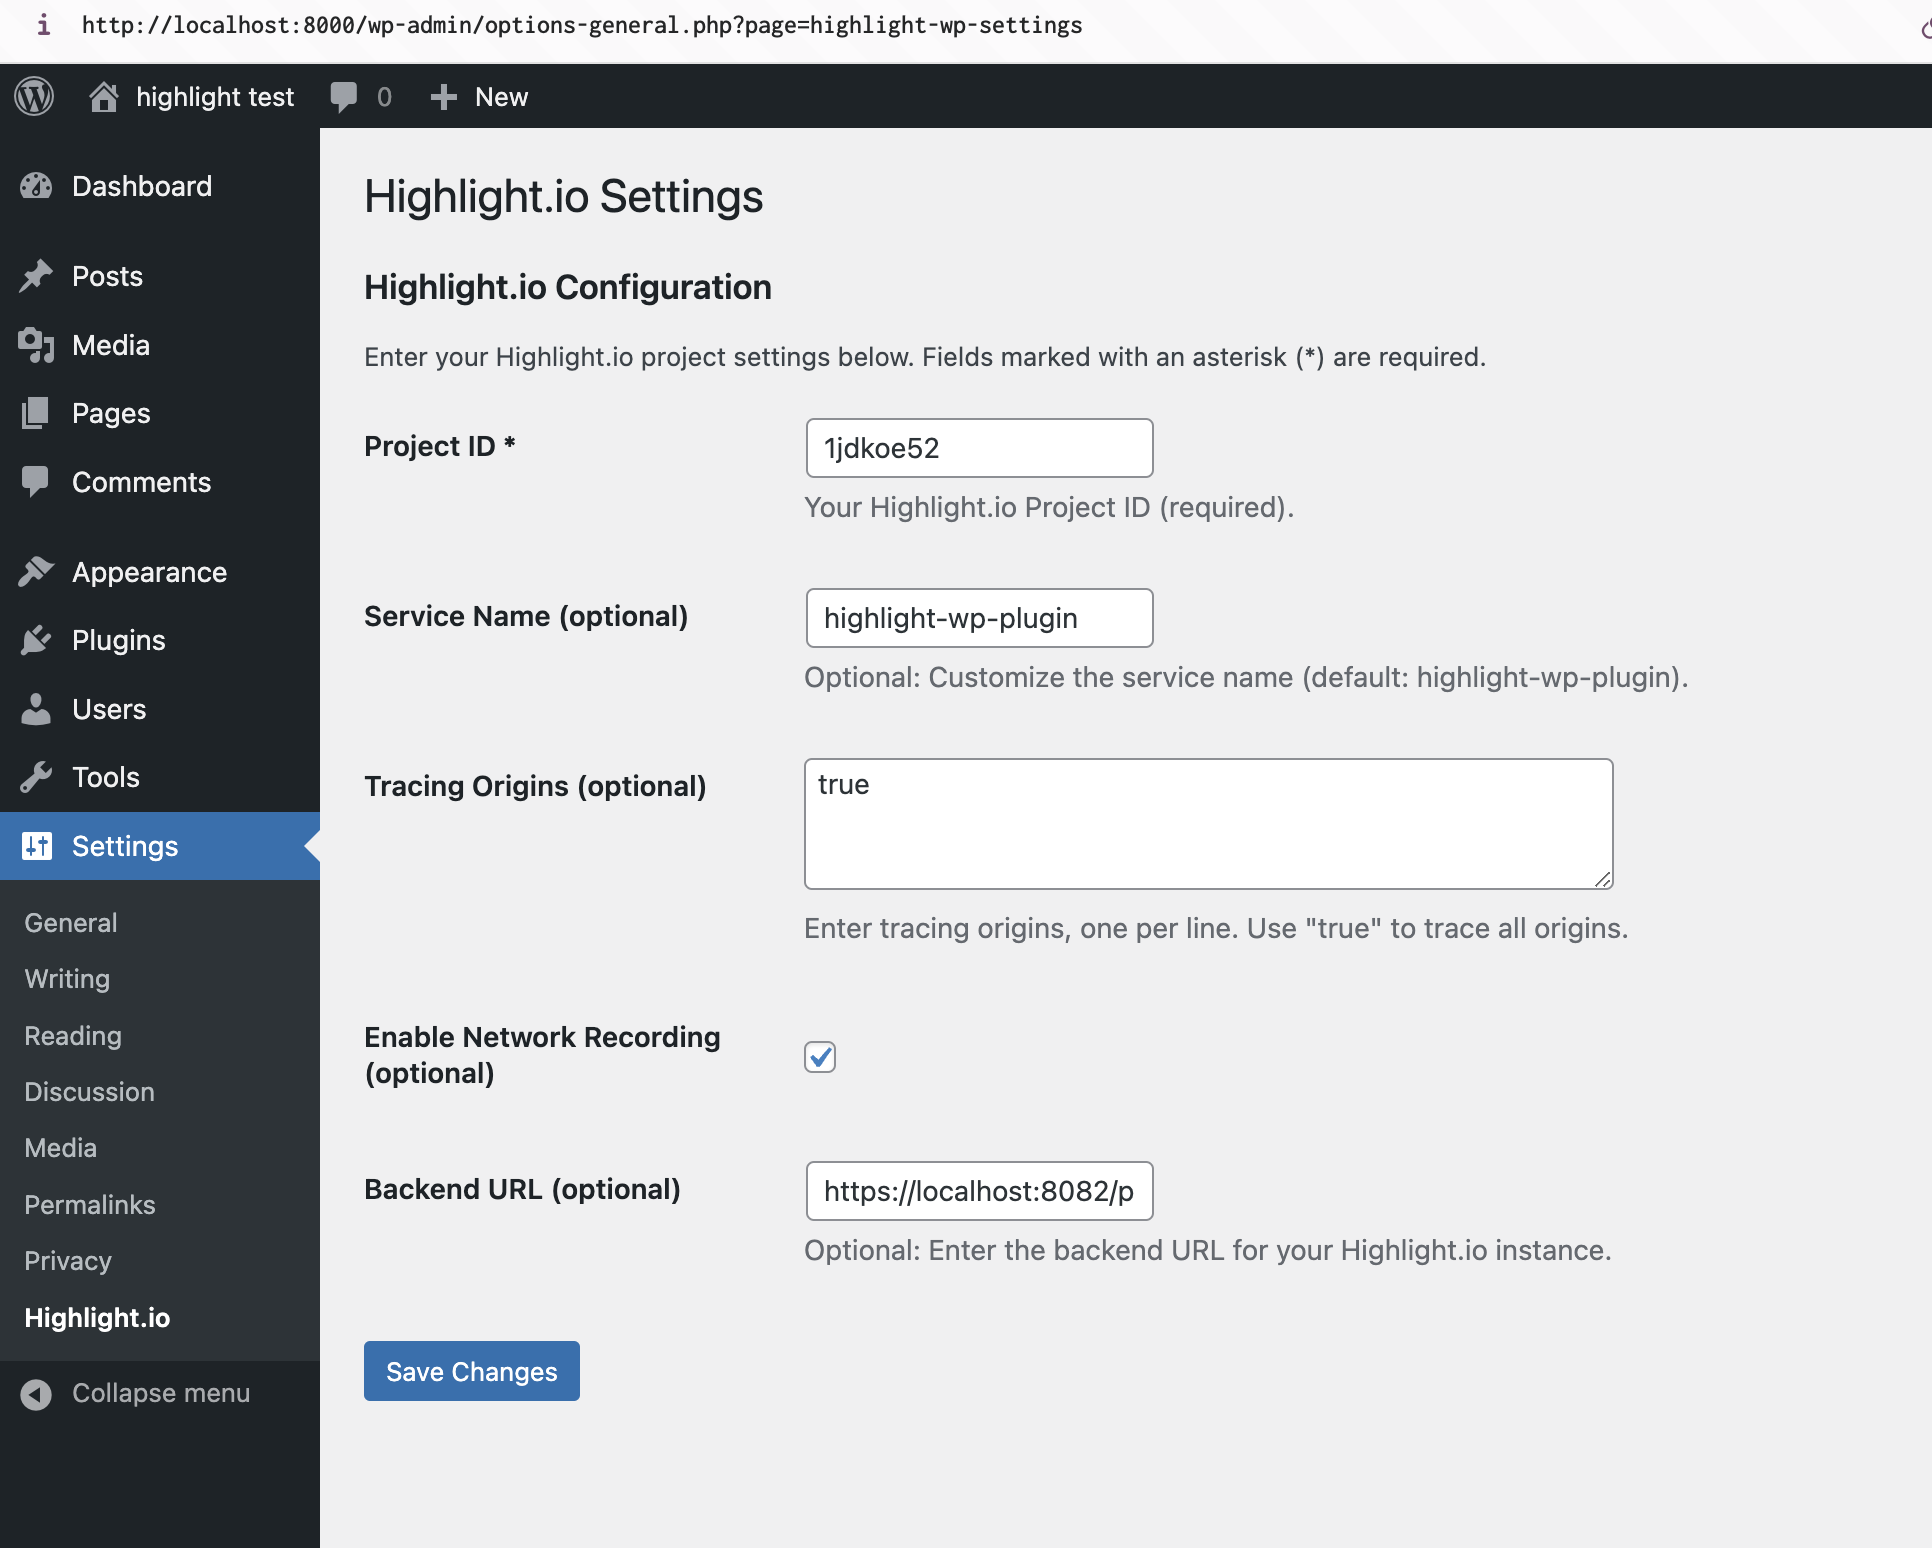 http://localhost:8000/wp-admin/options-general.php?page=highlight-wp-settings
highlight test 0 New
Dashboard
Posts
Media
Pages
Comments
Appearance
Plugins
Users
Tools
Settings
General
Writing
Reading
Discussion
Media
Permalinks
Privacy
Highlight.io
Collapse menu
Highlight.io Settings
Highlight.io Configuration
Enter your Highlight.io project settings below. Fields marked with an asterisk (*) are required.
Project ID *
1jdkoe52
Your Highlight.io Project ID (required).
Service Name (optional)
highlight-wp-plugin
Optional: Customize the service name (default: highlight-wp-plugin).
Tracing Origins (optional)
true
Enter tracing origins, one per line. Use "true" to trace all origins.
Enable Network Recording
(optional)
Backend URL (optional)
https://localhost:8082/p
Optional: Enter the backend URL for your Highlight.io instance.
Save Changes